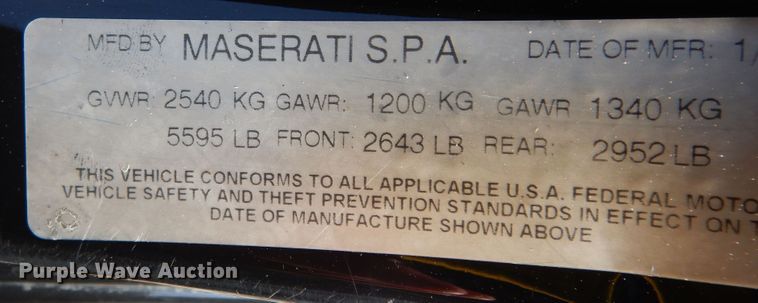 MFD BY MASERATI S.P.A. DATE OF MFR: 1/
GVWR: 2540 KG GAWR: 1200 KG GAWR 1340 KG
5595 LB FRONT: 2643 LB REAR: 2952 LB
THIS VEHICLE CONFORMS TO ALL APPLICABLE U.S.A. FEDERAL MOTO
VEHICLE SAFETY AND THEFT PREVENTION STANDARDS IN EFFECT ON T
DATE OF MANUFACTURE SHOWN ABOVE
Purple Wave Auction